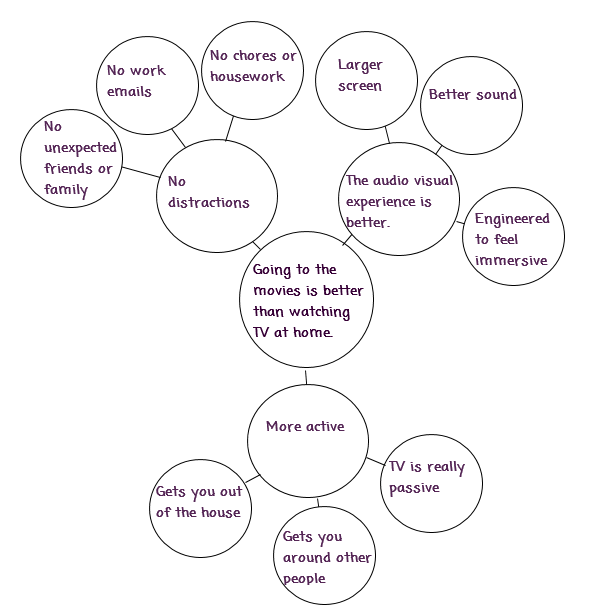 No chores or
housework
No work
emails
No
unexpected
friends or
family
No
distractions
Larger
screen
Better sound
The audio visual
experience is
better.
Engineered
to feel
immersive
Going to the
movies is better
than watching
TV at home.
More active
TV is really
passive
Gets you out
of the house
Gets you
around other
people